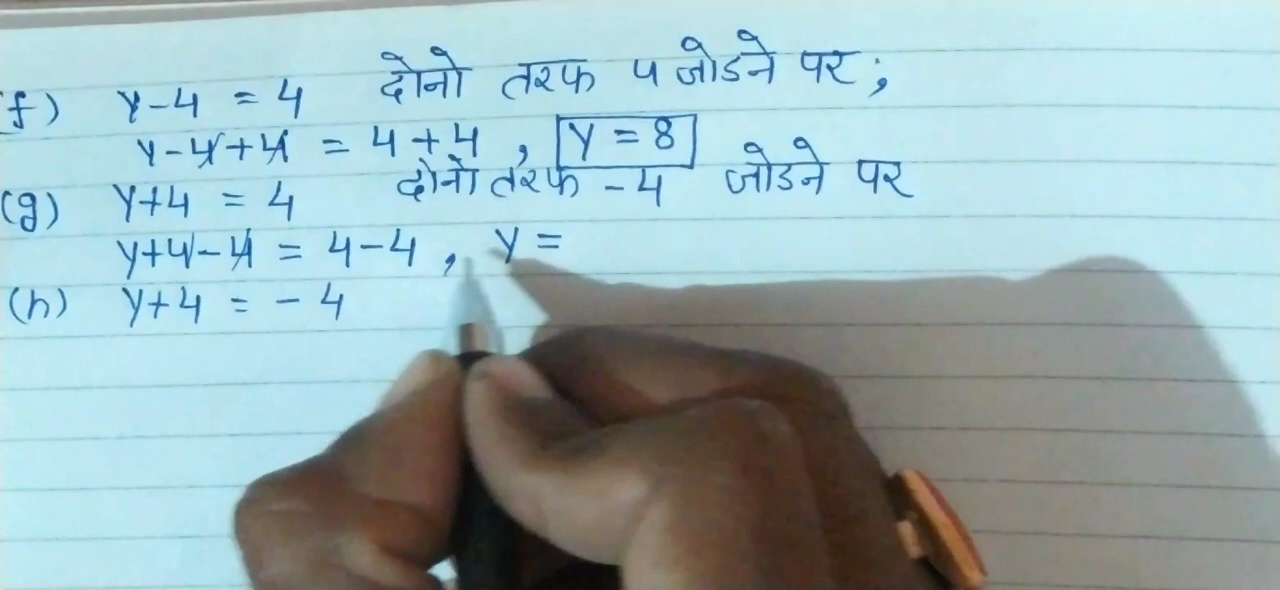 (f) y-4 = 4 दोनो तरफ 4 जोडने पर;
y-4+4 = 4+4 , y = 8
(g) y+4 = 4 दोनो तरफ -4 जोडने पर
y+4-4 = 4-4 , y =
(h) y+4 = -4